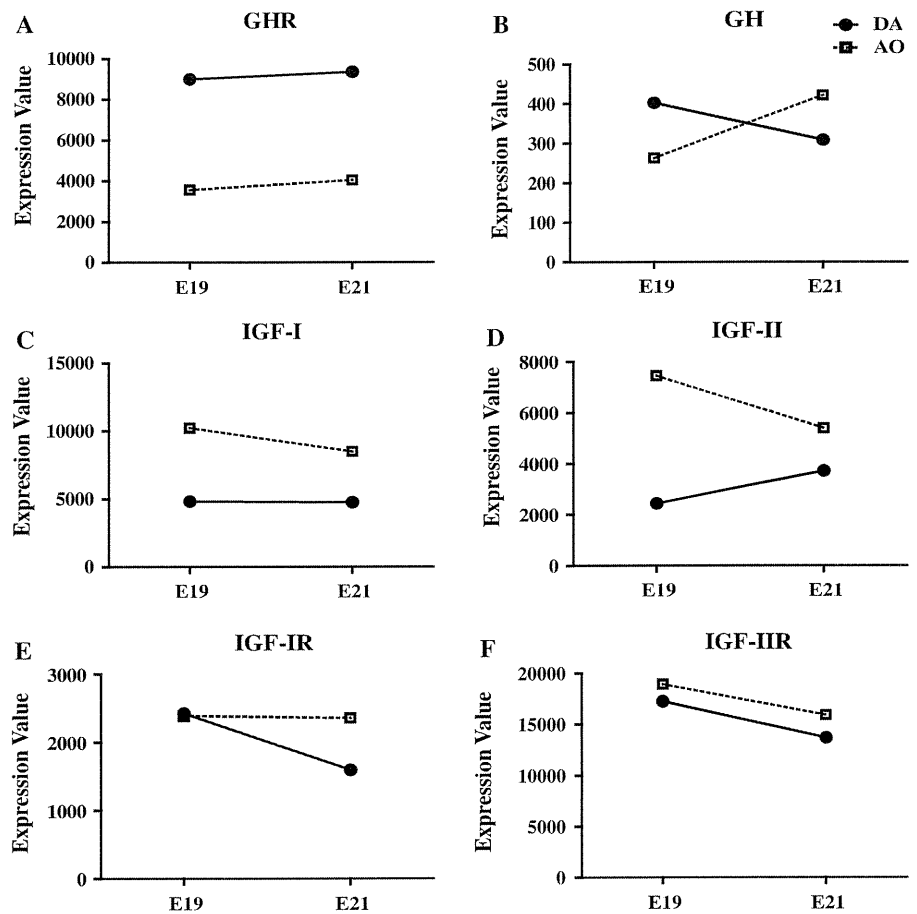 A
GHR
Expression Value
10000
8000
6000
4000
2000
0
E19
E21
B
GH
DA
AO
Expression Value
500
400
300
200
100
0
E19
E21
C
IGF-I
Expression Value
15000
10000
5000
0
E19
E21
D
IGF-II
Expression Value
8000
6000
4000
2000
0
E19
E21
E
IGF-IR
Expression Value
3000
2000
1000
0
E19
E21
F
IGF-IIR
Expression Value
20000
15000
10000
5000
0
E19
E21